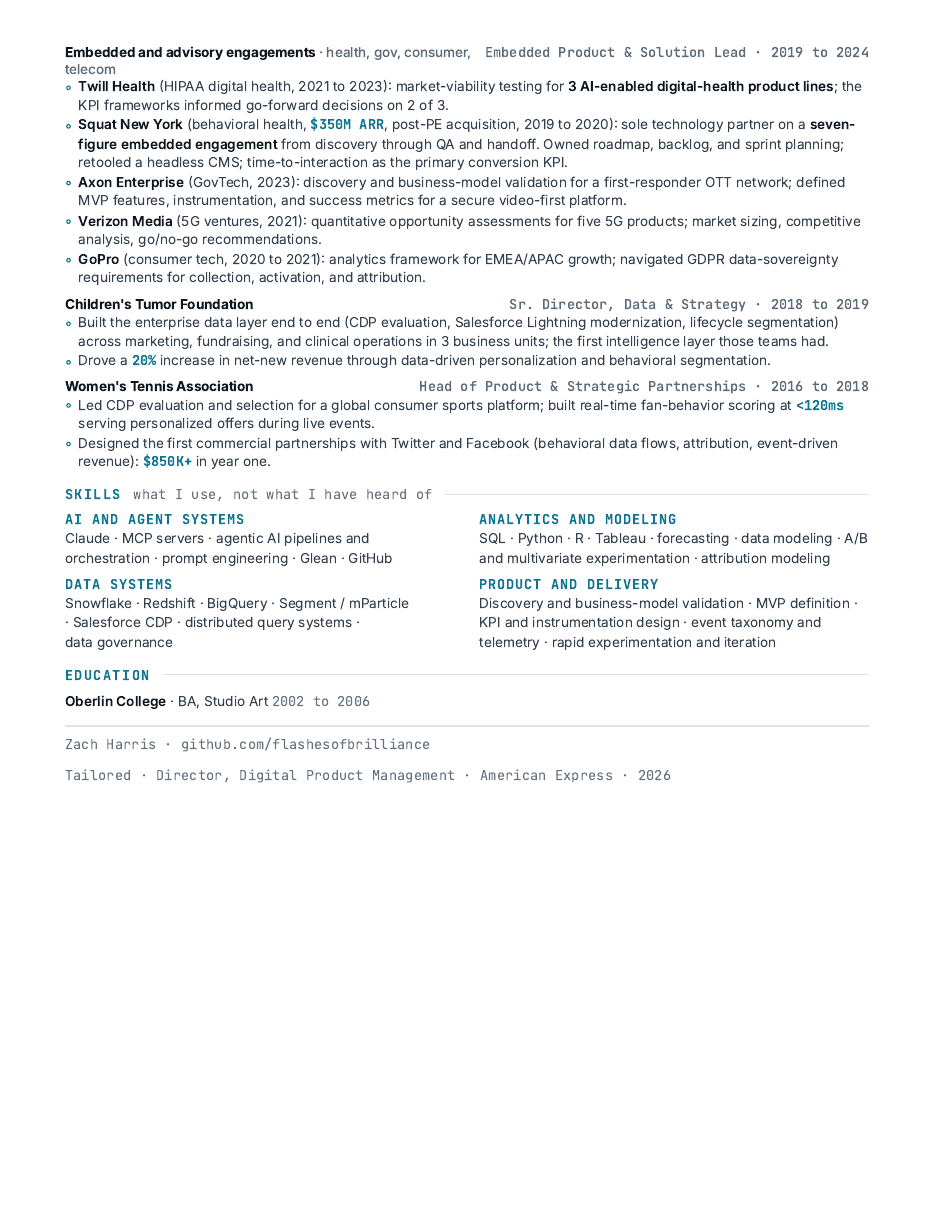 Embedded and advisory engagements · health, gov, consumer, telecom Embedded Product & Solution Lead · 2019 to 2024
∘ Twill Health (HIPAA digital health, 2021 to 2023): market-viability testing for 3 AI-enabled digital-health product lines; the
KPI frameworks informed go-forward decisions on 2 of 3.
∘ Squat New York (behavioral health, $350M ARR, post-PE acquisition, 2019 to 2020): sole technology partner on a seven-
figure embedded engagement from discovery through QA and handoff. Owned roadmap, backlog, and sprint planning;
retooled a headless CMS; time-to-interaction as the primary conversion KPI.
∘ Axon Enterprise (GovTech, 2023): discovery and business-model validation for a first-responder OTT network; defined
MVP features, instrumentation, and success metrics for a secure video-first platform.
∘ Verizon Media (5G ventures, 2021): quantitative opportunity assessments for five 5G products; market sizing, competitive
analysis, go/no-go recommendations.
∘ GoPro (consumer tech, 2020 to 2021): analytics framework for EMEA/APAC growth; navigated GDPR data-sovereignty
requirements for collection, activation, and attribution.
Children's Tumor Foundation Sr. Director, Data & Strategy · 2018 to 2019
∘ Built the enterprise data layer end to end (CDP evaluation, Salesforce Lightning modernization, lifecycle segmentation)
across marketing, fundraising, and clinical operations in 3 business units; the first intelligence layer those teams had.
∘ Drove a 20% increase in net-new revenue through data-driven personalization and behavioral segmentation.
Women's Tennis Association Head of Product & Strategic Partnerships · 2016 to 2018
∘ Led CDP evaluation and selection for a global consumer sports platform; built real-time fan-behavior scoring at <120ms
serving personalized offers during live events.
∘ Designed the first commercial partnerships with Twitter and Facebook (behavioral data flows, attribution, event-driven
revenue): $850K+ in year one.
SKILLS what I use, not what I have heard of
AI AND AGENT SYSTEMS
Claude · MCP servers · agentic AI pipelines and
orchestration · prompt engineering · Glean · GitHub
ANALYTICS AND MODELING
SQL · Python · R · Tableau · forecasting · data modeling · A/B
and multivariate experimentation · attribution modeling
DATA SYSTEMS
Snowflake · Redshift · BigQuery · Segment / mParticle
· Salesforce CDP · distributed query systems ·
data governance
PRODUCT AND DELIVERY
Discovery and business-model validation · MVP definition ·
KPI and instrumentation design · event taxonomy and
telemetry · rapid experimentation and iteration
EDUCATION
Oberlin College · BA, Studio Art 2002 to 2006
Zach Harris · github.com/flashesofbrilliance
Tailored · Director, Digital Product Management · American Express · 2026